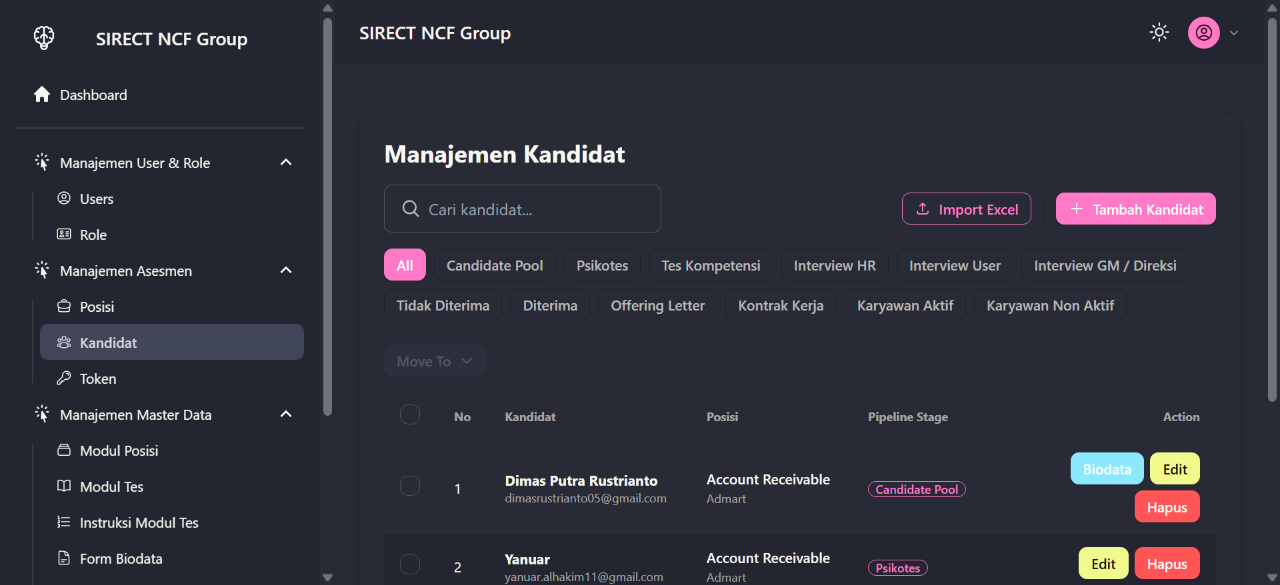 SIRECT NCF Group
SIRECT NCF Group
Dashboard
Manajemen User & Role
Users
Role
Manajemen Asesmen
Posisi
Kandidat
Token
Manajemen Master Data
Modul Posisi
Modul Tes
Instruksi Modul Tes
Form Biodata
Manajemen Kandidat
Cari kandidat...
Import Excel
Tambah Kandidat
All Candidate Pool Psikotes Tes Kompetensi Interview HR Interview User Interview GM / Direksi
Tidak Diterima Diterima Offering Letter Kontrak Kerja Karyawan Aktif Karyawan Non Aktif
Move To
No Kandidat Posisi Pipeline Stage Action
1 Dimas Putra Rustrianto Account Receivable Candidate Pool Biodata Edit
dimasrustrianto05@gmail.com Admart Hapus
2 Yanuar Account Receivable Psikotes Edit Hapus
yanuar.alhakim11@gmail.com Admart